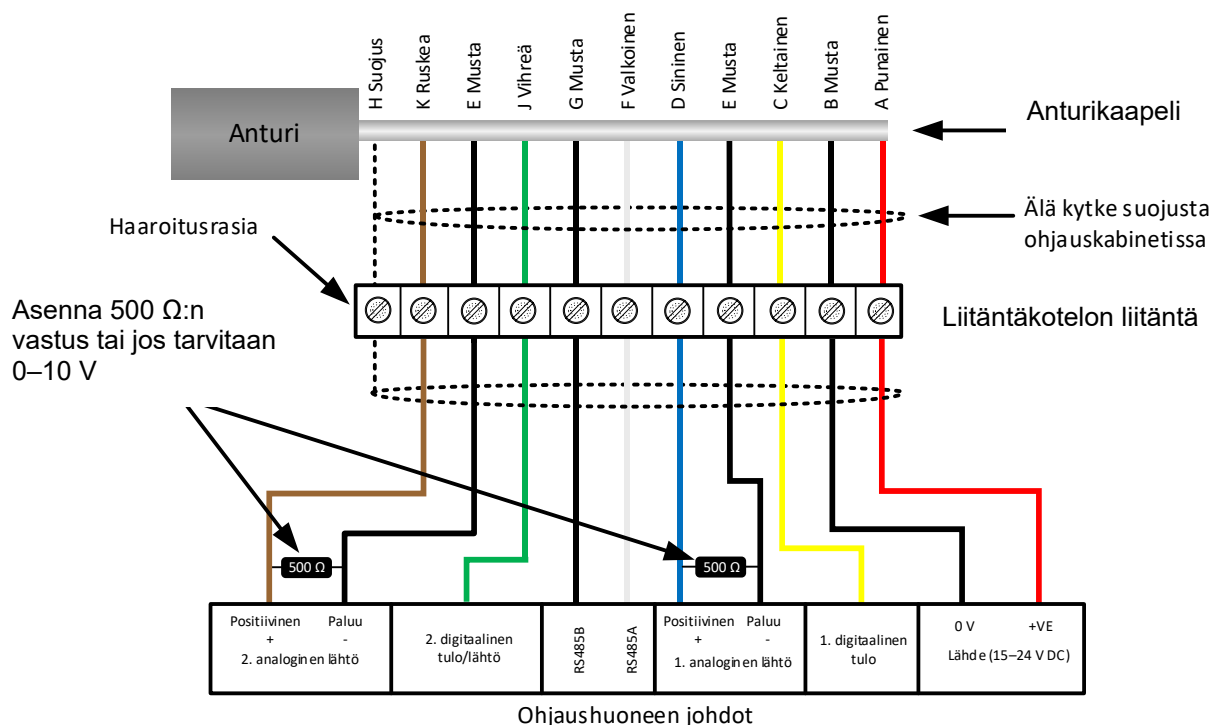 H Suojus
K Ruskea
E Musta
J Vihreä
G Musta
F Valkoinen
D Sininen
E Musta
C Keltainen
B Musta
A Punainen
Anturi
Anturikaapeli
Haaroitusrasia
Älä kytke suojusta
ohjauskabinetissa
Asenna 500 Ω:n
vastus tai jos tarvitaan
0–10 V
Liitäntäkotelon liitäntä
500 Ω
500 Ω
Positiivinen
+
Paluu
-
2. analoginen lähtö
2. digitaalinen
tulo/lähtö
RS485B
RS485A
Positiivinen
+
Paluu
-
1. analoginen lähtö
1. digitaalinen
tulo
0 V
+VE
Lähde (15–24 V DC)
Ohjaushuoneen johdot